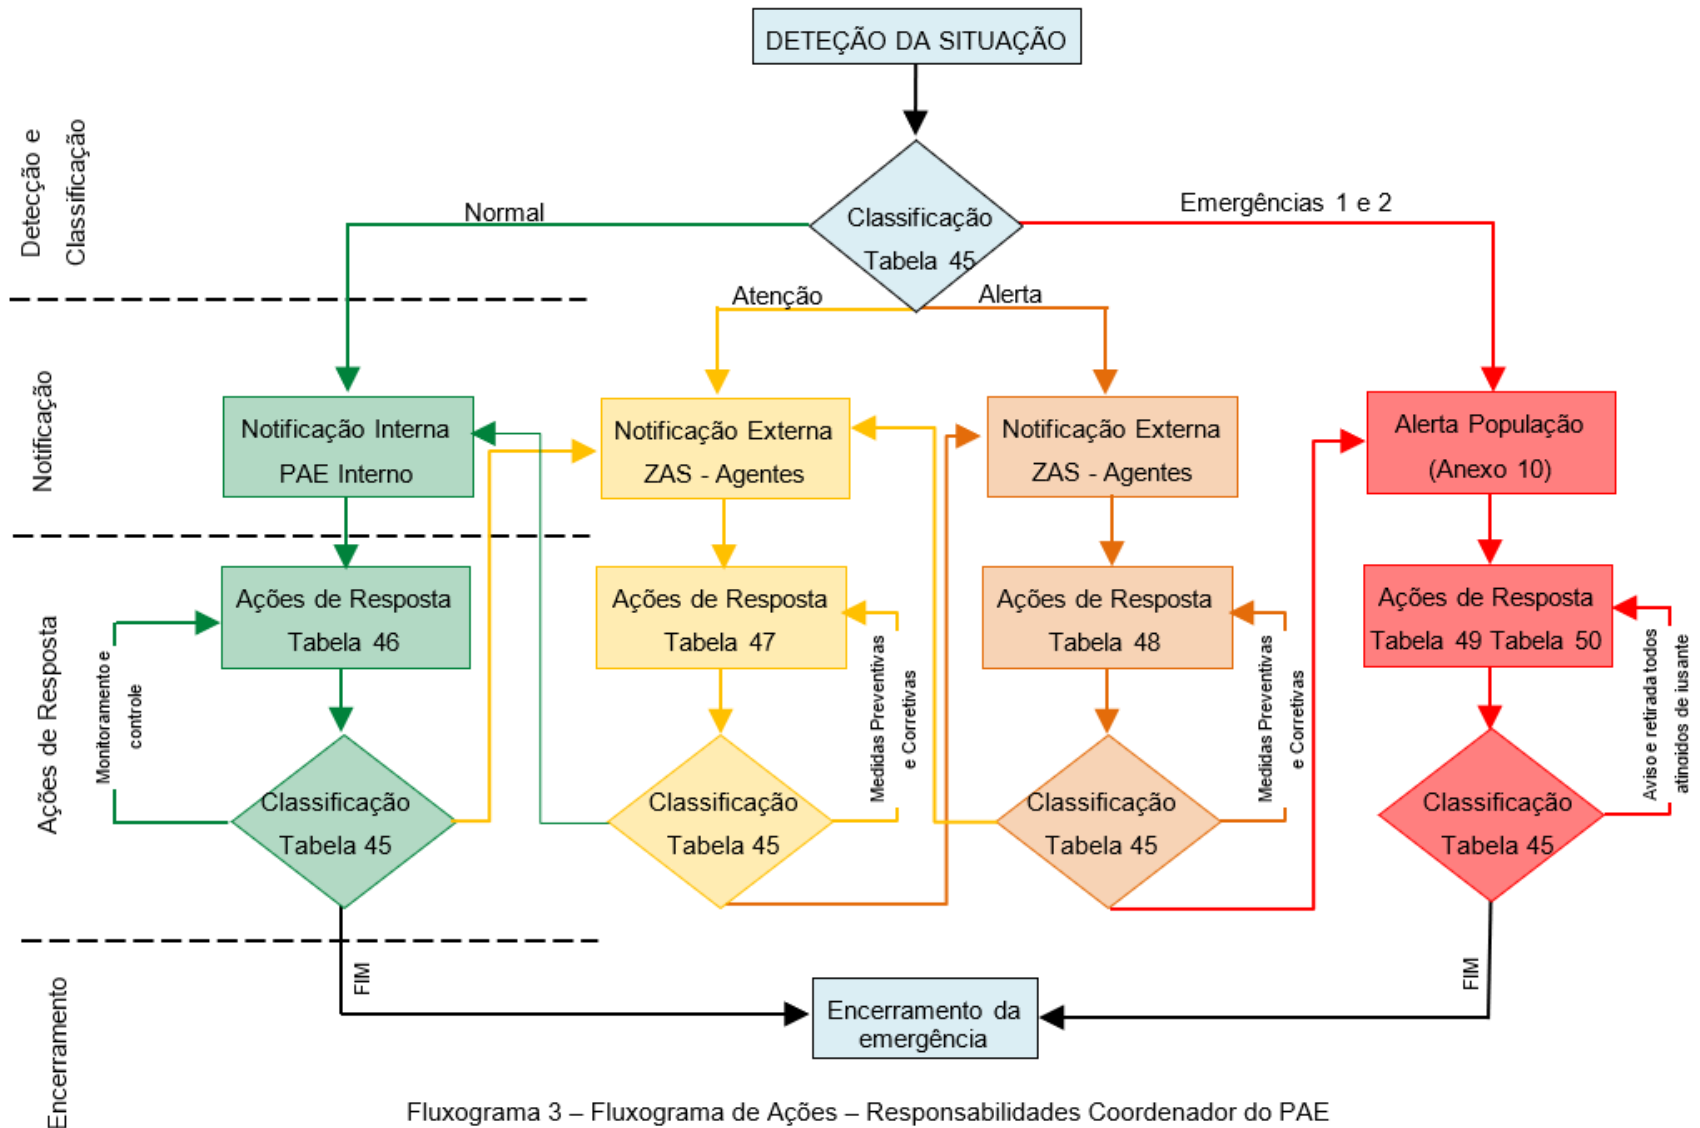 DETEÇÃO DA SITUAÇÃO
Detecção e
Classificação
Normal
Classificação
Tabela 45
Emergências 1 e 2
Atenção
Alerta
Notificação
Notificação Interna
PAE Interno
Notificação Externa
ZAS - Agentes
Notificação Externa
ZAS - Agentes
Alerta População
(Anexo 10)
Ações de Resposta
Ações de Resposta
Tabela 46
Ações de Resposta
Tabela 47
Ações de Resposta
Tabela 48
Ações de Resposta
Tabela 49 Tabela 50
Monitoramento e
controle
Medidas Preventivas
e Corretivas
Medidas Preventivas
e Corretivas
Aviso e retirada todos
atindidos de iusante
Classificação
Tabela 45
Classificação
Tabela 45
Classificação
Tabela 45
Classificação
Tabela 45
Encerramento
FIM
FIM
Encerramento da
emergência
Fluxograma 3 – Fluxograma de Ações – Responsabilidades Coordenador do PAE